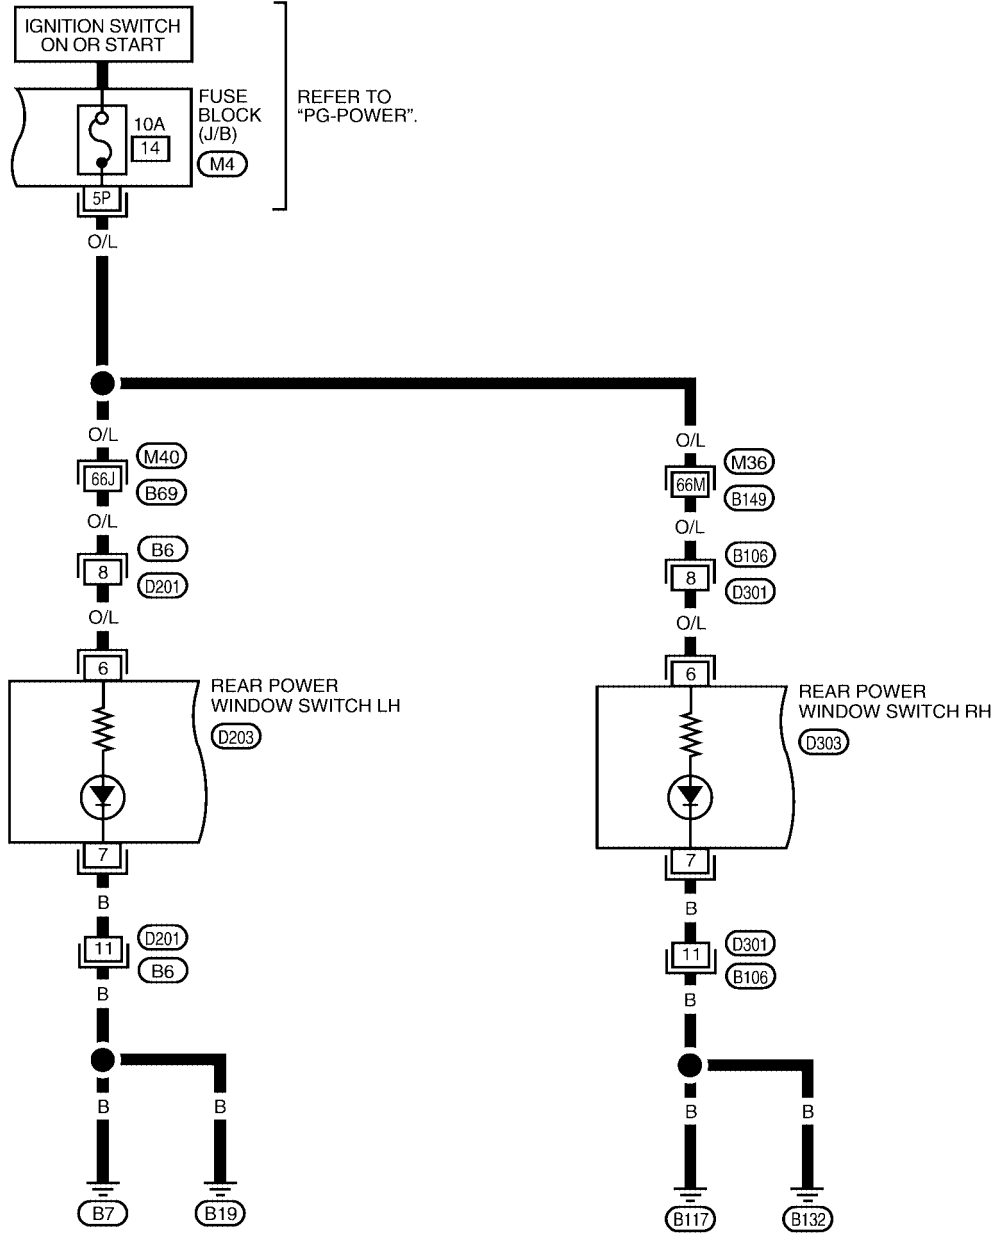 IGNITION SWITCH
ON OR START
FUSE
BLOCK
(J/B)
M4
REFER TO
“PG-POWER”.
10A
14
5P
O/L
O/L
66J
M40
B69
O/L
8
B6
D201
O/L
6
REAR POWER
WINDOW SWITCH LH
D203
7
B
11
D201
B6
B
B
B
B7
B19
O/L
66M
M36
B149
O/L
8
B106
D301
O/L
6
REAR POWER
WINDOW SWITCH RH
D303
7
B
11
D301
B106
B
B
B
B117
B132